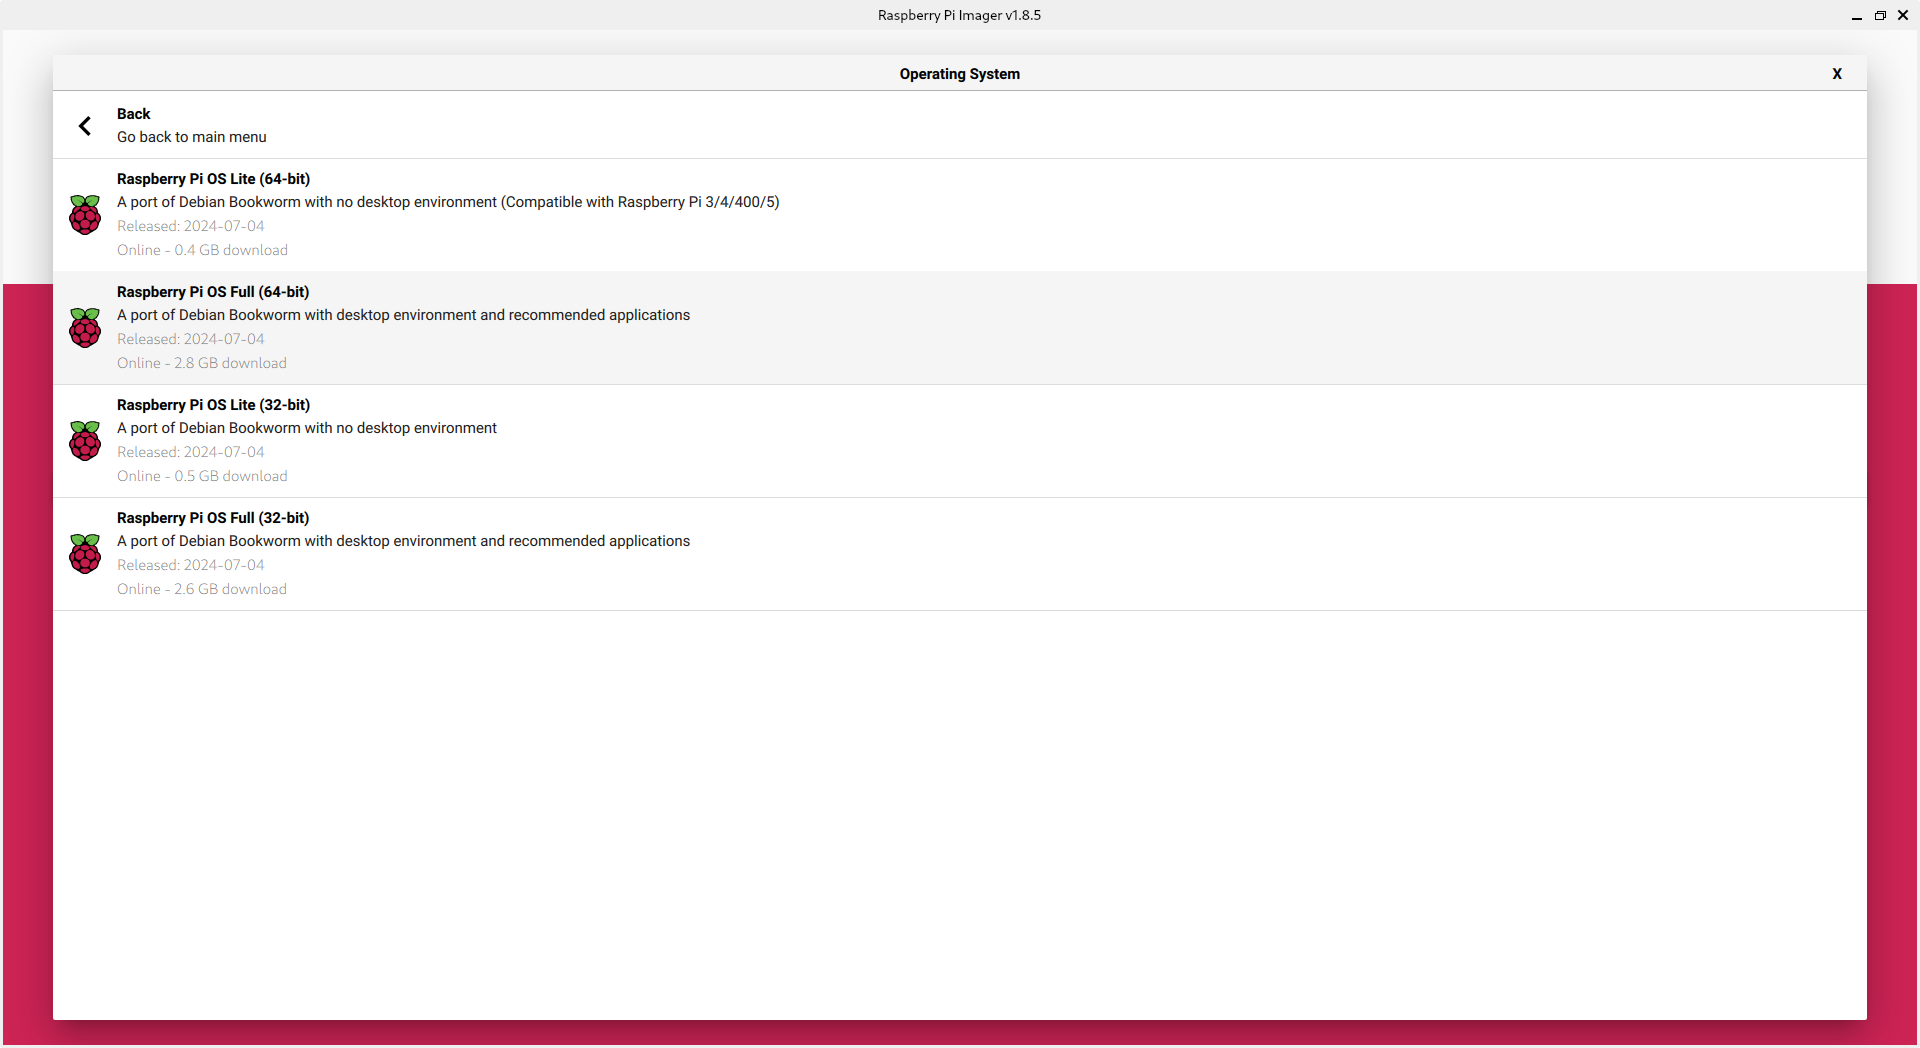 Raspberry Pi Imager v1.8.5
Operating System
X
Back
Go back to main menu
Raspberry Pi OS Lite (64-bit)
A port of Debian Bookworm with no desktop environment (Compatible with Raspberry Pi 3/4/400/5)
Released: 2024-07-04
Online - 0.4 GB download
Raspberry Pi OS Full (64-bit)
A port of Debian Bookworm with desktop environment and recommended applications
Released: 2024-07-04
Online - 2.8 GB download
Raspberry Pi OS Lite (32-bit)
A port of Debian Bookworm with no desktop environment
Released: 2024-07-04
Online - 0.5 GB download
Raspberry Pi OS Full (32-bit)
A port of Debian Bookworm with desktop environment and recommended applications
Released: 2024-07-04
Online - 2.6 GB download